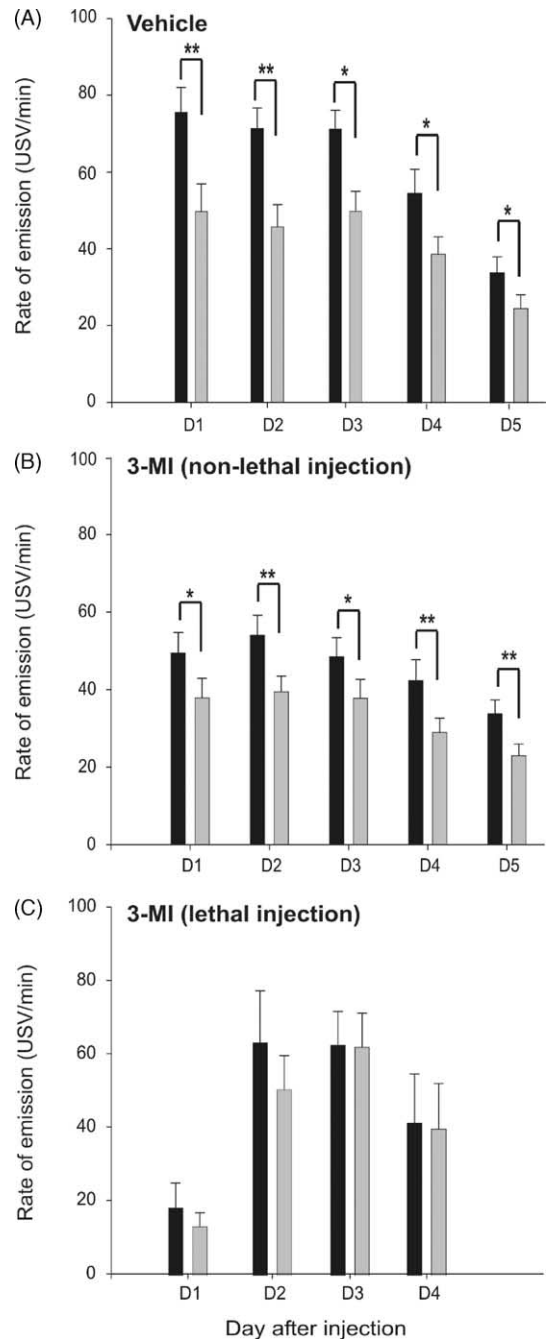 (A)
Vehicle
Rate of emission (USV/min)
100
80
60
40
20
0
** ** * * *
D1 D2 D3 D4 D5
(B)
3-MI (non-lethal injection)
Rate of emission (USV/min)
100
80
60
40
20
0
* ** * ** **
D1 D2 D3 D4 D5
(C)
3-MI (lethal injection)
Rate of emission (USV/min)
100
80
60
40
20
0
D1 D2 D3 D4
Day after injection